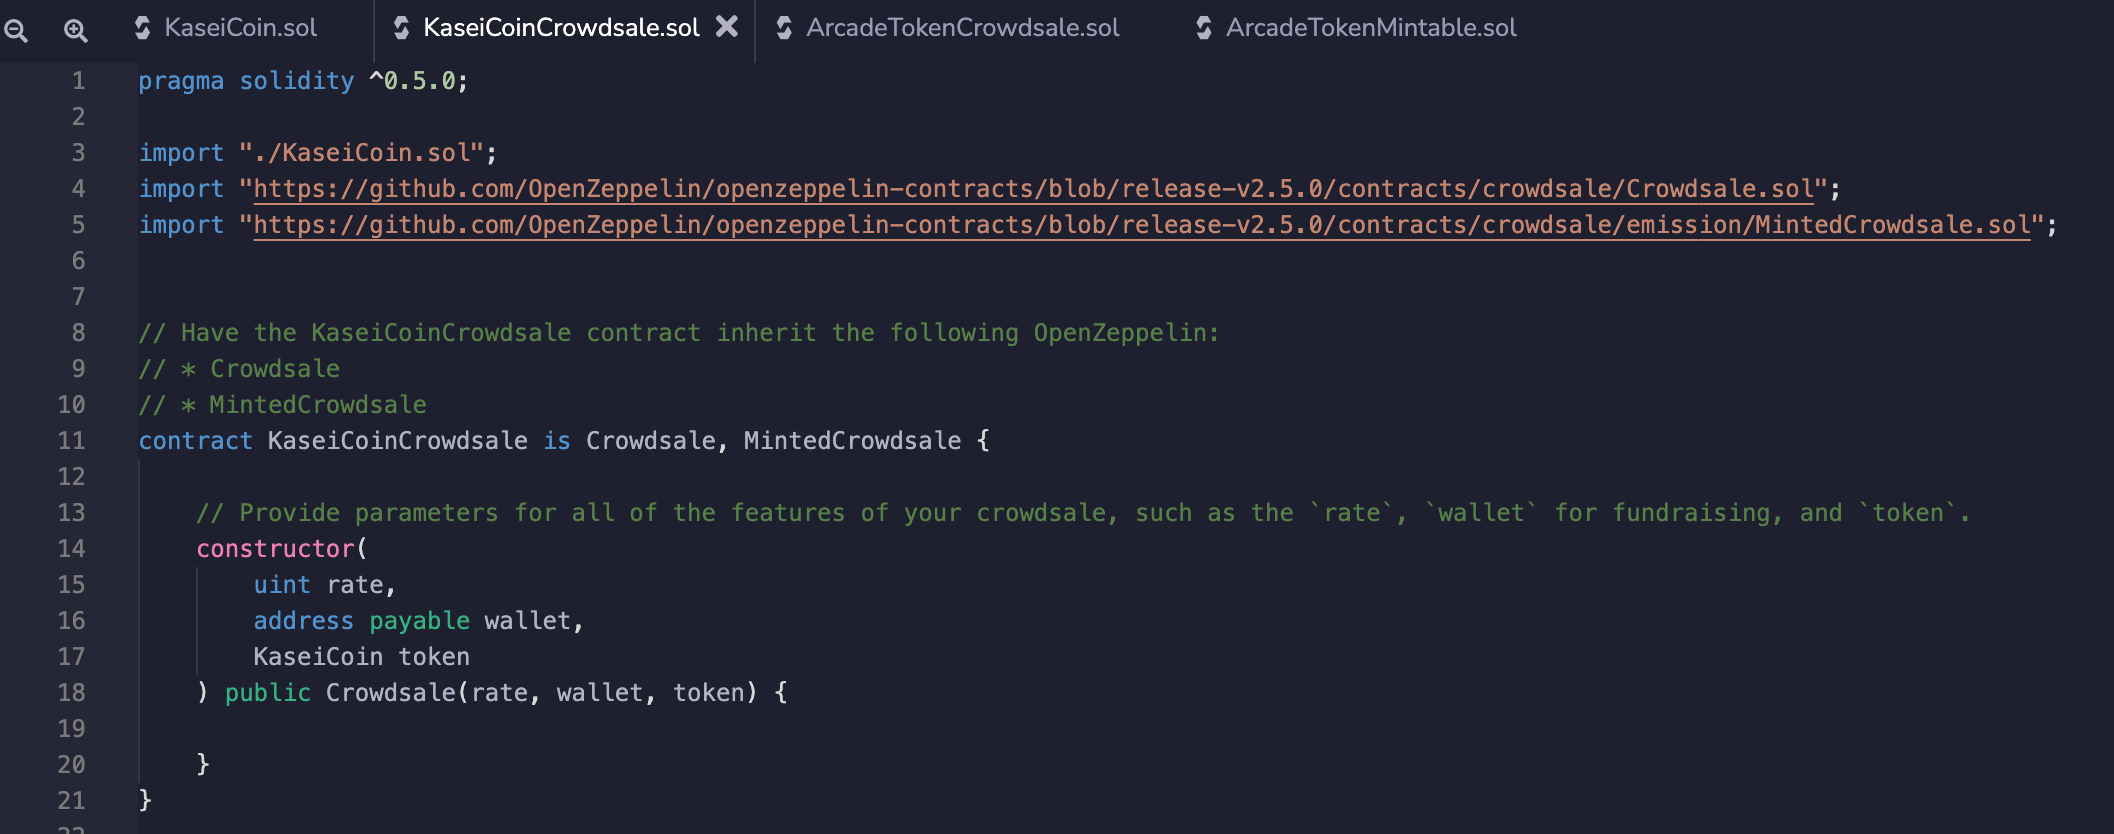 KaseiCoin.sol KaseiCoinCrowdsale.sol ArcadeTokenCrowdsale.sol ArcadeTokenMintable.sol
1 pragma solidity ^0.5.0;
2
3 import "./KaseiCoin.sol";
4 import "https://github.com/OpenZeppelin/openzeppelin-contracts/blob/release-v2.5.0/contracts/crowdsale/Crowdsale.sol";
5 import "https://github.com/OpenZeppelin/openzeppelin-contracts/blob/release-v2.5.0/contracts/crowdsale/emission/MintedCrowdsale.sol";
6
7
8 // Have the KaseiCoinCrowdsale contract inherit the following OpenZeppelin:
9 // * Crowdsale
10 // * MintedCrowdsale
11 contract KaseiCoinCrowdsale is Crowdsale, MintedCrowdsale {
12
13 // Provide parameters for all of the features of your crowdsale, such as the `rate`, `wallet` for fundraising, and `token`.
14 constructor(
15 uint rate,
16 address payable wallet,
17 KaseiCoin token
18 ) public Crowdsale(rate, wallet, token) {
19
20 }
21 }